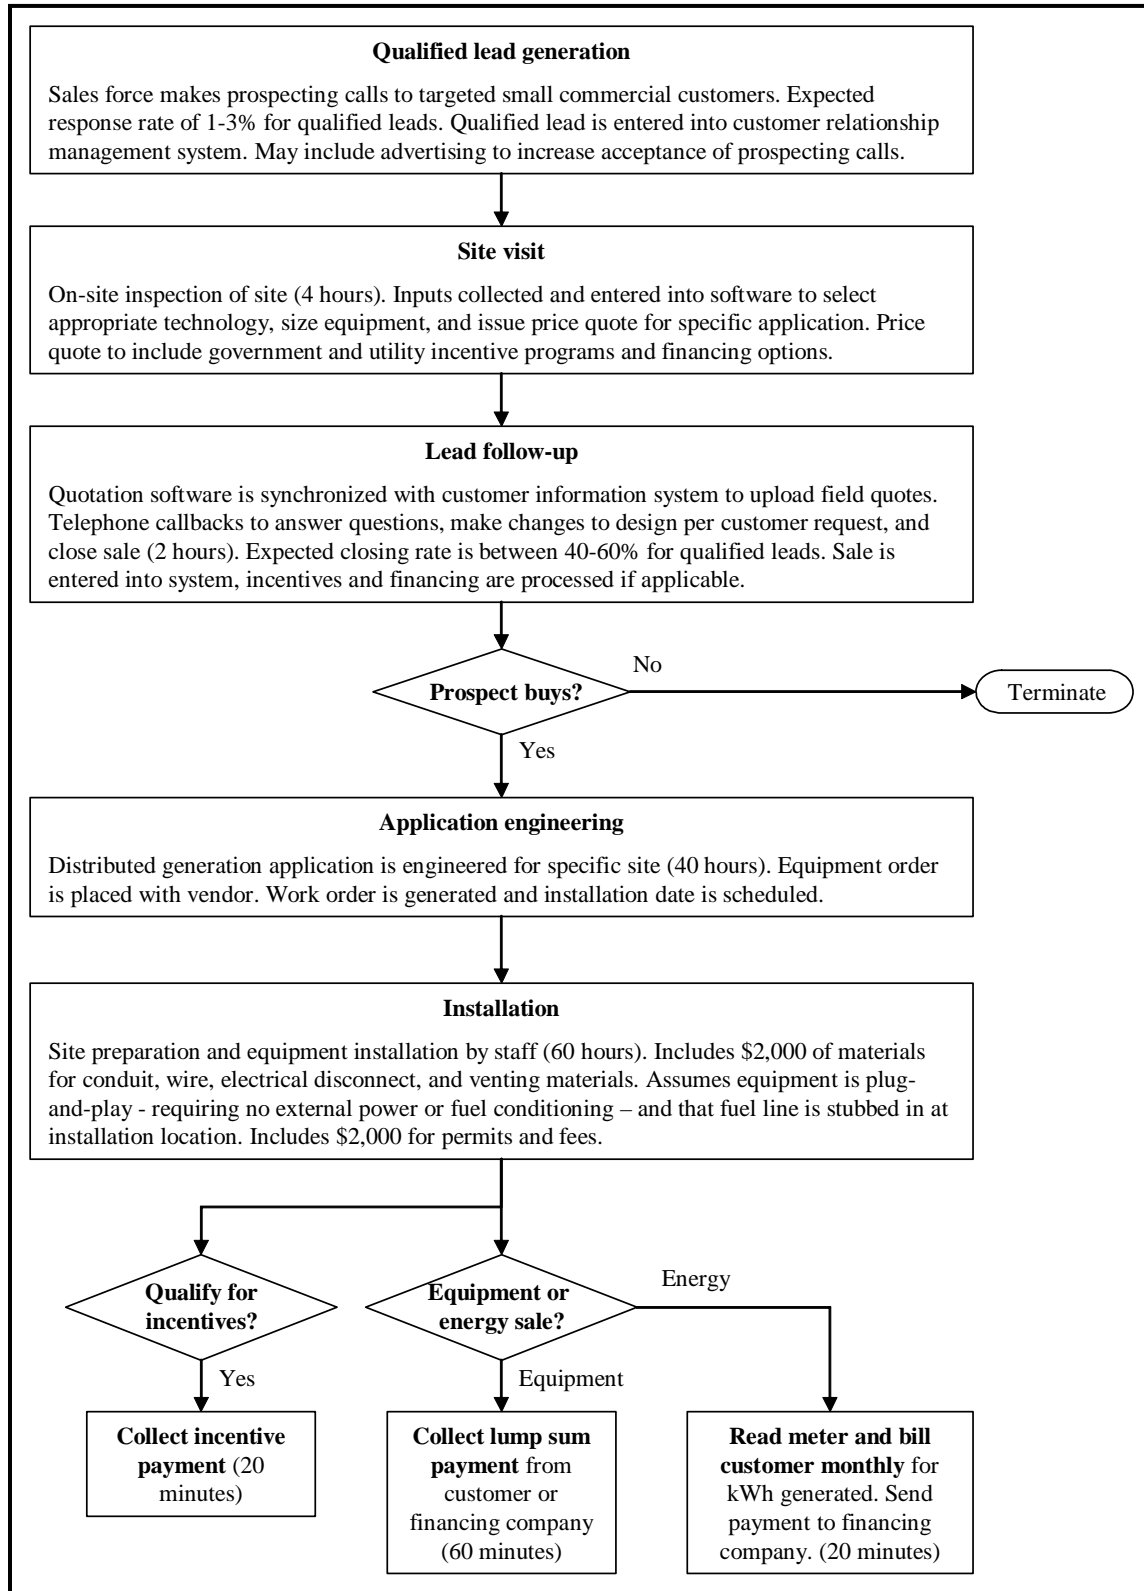 Qualified lead generation
Sales force makes prospecting calls to targeted small commercial customers. Expected
response rate of 1-3% for qualified leads. Qualified lead is entered into customer relationship
management system. May include advertising to increase acceptance of prospecting calls.
Site visit
On-site inspection of site (4 hours). Inputs collected and entered into software to select
appropriate technology, size equipment, and issue price quote for specific application. Price
quote to include government and utility incentive programs and financing options.
Lead follow-up
Quotation software is synchronized with customer information system to upload field quotes.
Telephone callbacks to answer questions, make changes to design per customer request, and
close sale (2 hours). Expected closing rate is between 40-60% for qualified leads. Sale is
entered into system, incentives and financing are processed if applicable.
No
Prospect buys?
Terminate
Yes
Application engineering
Distributed generation application is engineered for specific site (40 hours). Equipment order
is placed with vendor. Work order is generated and installation date is scheduled.
Installation
Site preparation and equipment installation by staff (60 hours). Includes $2,000 of materials
for conduit, wire, electrical disconnect, and venting materials. Assumes equipment is plug-
and-play - requiring no external power or fuel conditioning – and that fuel line is stubbed in at
installation location. Includes $2,000 for permits and fees.
Qualify for
incentives?
Equipment or
energy sale?
Energy
Yes
Equipment
Collect incentive
payment (20
minutes)
Collect lump sum
payment from
customer or
financing company
(60 minutes)
Read meter and bill
customer monthly for
kWh generated. Send
payment to financing
company. (20 minutes)